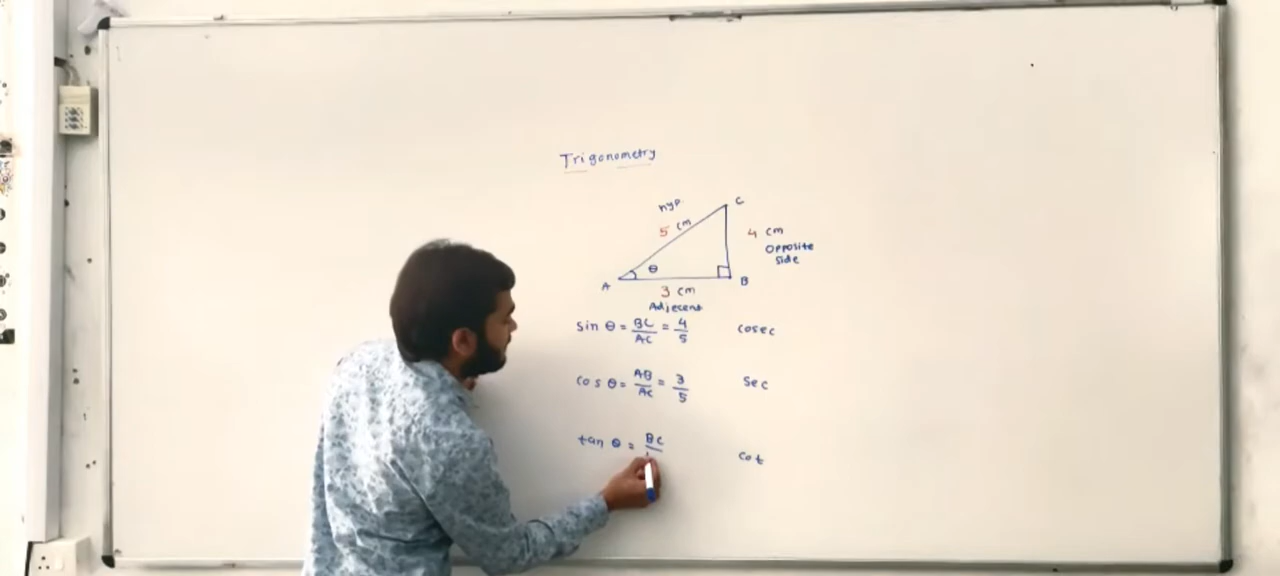 Trigonometry
hyp.
5 cm
C
4 cm
Opposite
side
θ
A
B
3 cm
Adjecent
sin θ = BC/AC = 4/5 cosec
cos θ = AB/AC = 3/5 sec
tan θ = BC/ cot